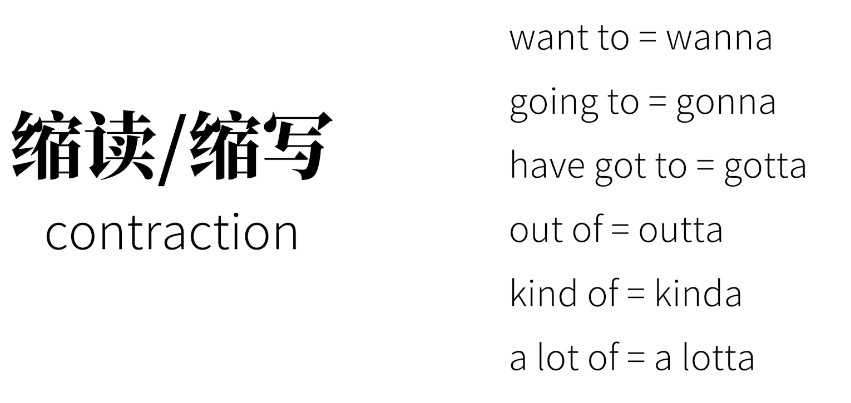 缩读/缩写
contraction
want to = wanna
going to = gonna
have got to = gotta
out of = outta
kind of = kinda
a lot of = a lotta